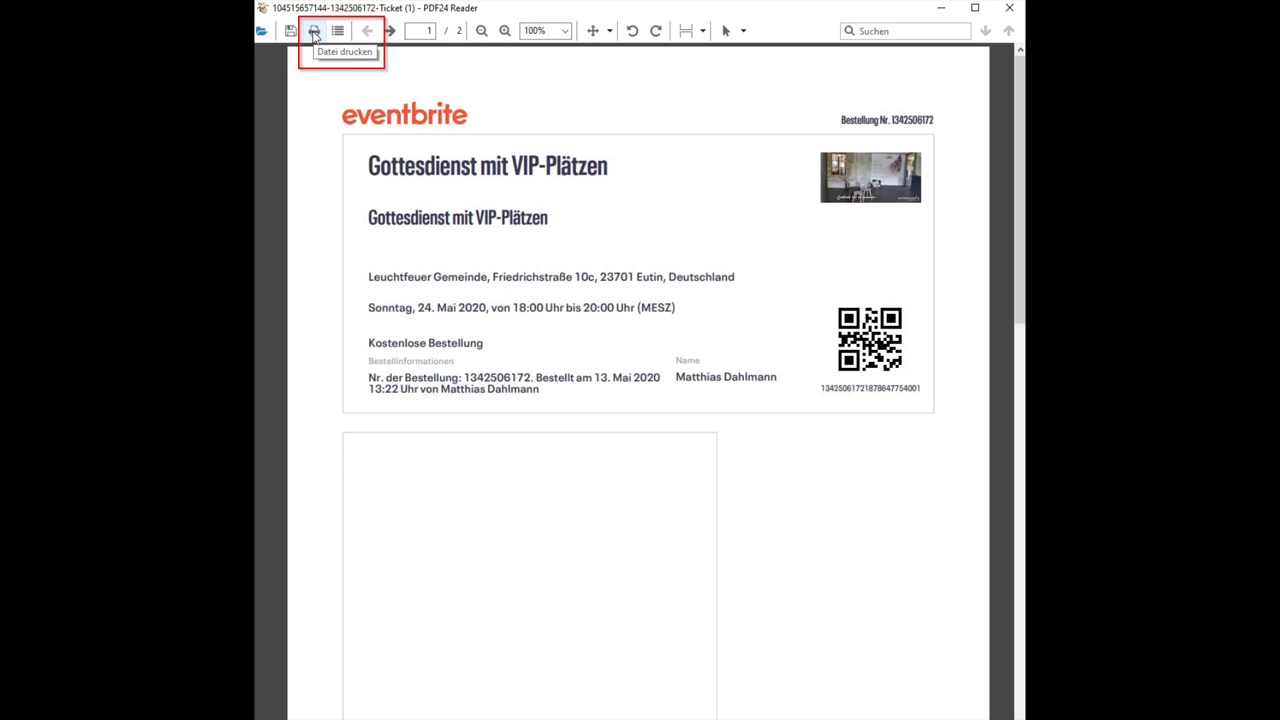 104515657144-1342506172-Ticket (1) - PDF24 Reader
1 / 2 100% Suchen
Datei drucken
eventbrite
Bestellung Nr. 1342506172
Gottesdienst mit VIP-Plätzen
Gottesdienst mit VIP-Plätzen
Leuchtfeuer Gemeinde, Friedrichstraße 10c, 23701 Eutin, Deutschland
Sonntag, 24. Mai 2020, von 18:00 Uhr bis 20:00 Uhr (MESZ)
Kostenlose Bestellung
Bestellinformationen
Nr. der Bestellung: 1342506172. Bestellt am 13. Mai 2020
13:22 Uhr von Matthias Dahlmann
Name
Matthias Dahlmann
13425061721878647754001